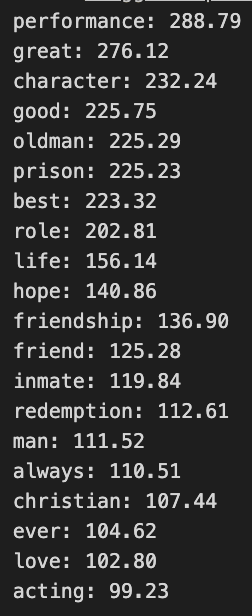 performance: 288.79
great: 276.12
character: 232.24
good: 225.75
oldman: 225.29
prison: 225.23
best: 223.32
role: 202.81
life: 156.14
hope: 140.86
friendship: 136.90
friend: 125.28
inmate: 119.84
redemption: 112.61
man: 111.52
always: 110.51
christian: 107.44
ever: 104.62
love: 102.80
acting: 99.23